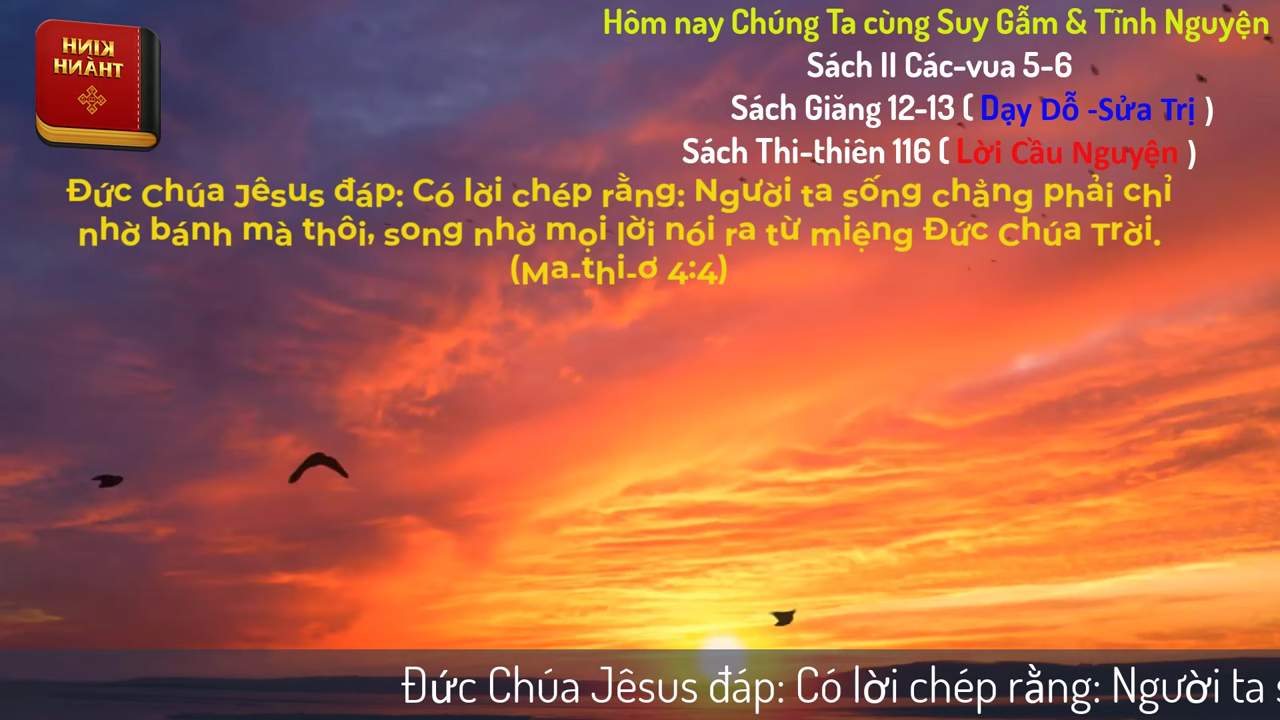 KINH
THÀNH
Hôm nay Chúng Ta cùng Suy Gẫm & Tĩnh Nguyện
Sách II Các-vua 5-6
Sách Giăng 12-13 ( Dạy Dỗ -Sửa Trị )
Sách Thi-thiên 116 ( Lời Cầu Nguyện )
Đức Chúa Jêsus đáp: Có lời chép rằng: Người ta sống chẳng phải chỉ
nhờ bánh mà thôi, song nhờ mọi lời nói ra từ miệng Đức Chúa Trời.
(Ma-thi-ơ 4:4)
Đức Chúa Jêsus đáp: Có lời chép rằng: Người ta